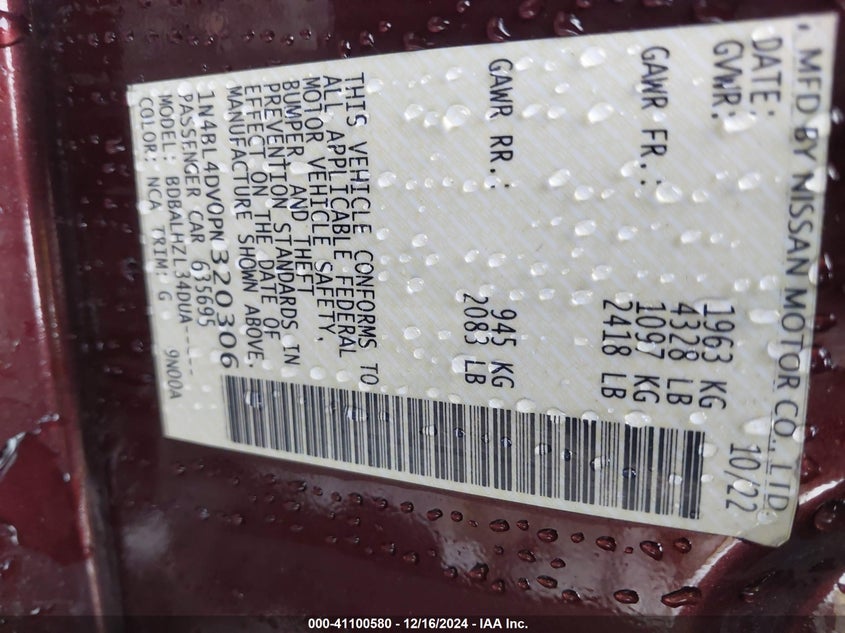 MFD BY NISSAN MOTOR CO., LTD.
DATE: 10/22
GVWR: 1963 KG
4328 LB
GAWR FR.: 1097 KG
2418 LB
GAWR RR.: 945 KG
2083 LB
THIS VEHICLE CONFORMS TO
ALL APPLICABLE FEDERAL
MOTOR VEHICLE SAFETY,
BUMPER AND THEFT
PREVENTION STANDARDS IN
EFFECT ON THE DATE OF
MANUFACTURE SHOWN ABOVE.
1N4BL4DV0PN320306
PASSENGER CAR 635695
MODEL: BDBALHZL34DUA-----
COLOR: NCA TRIM: G 9N00A
000-41100580 - 12/16/2024 - IAA Inc.